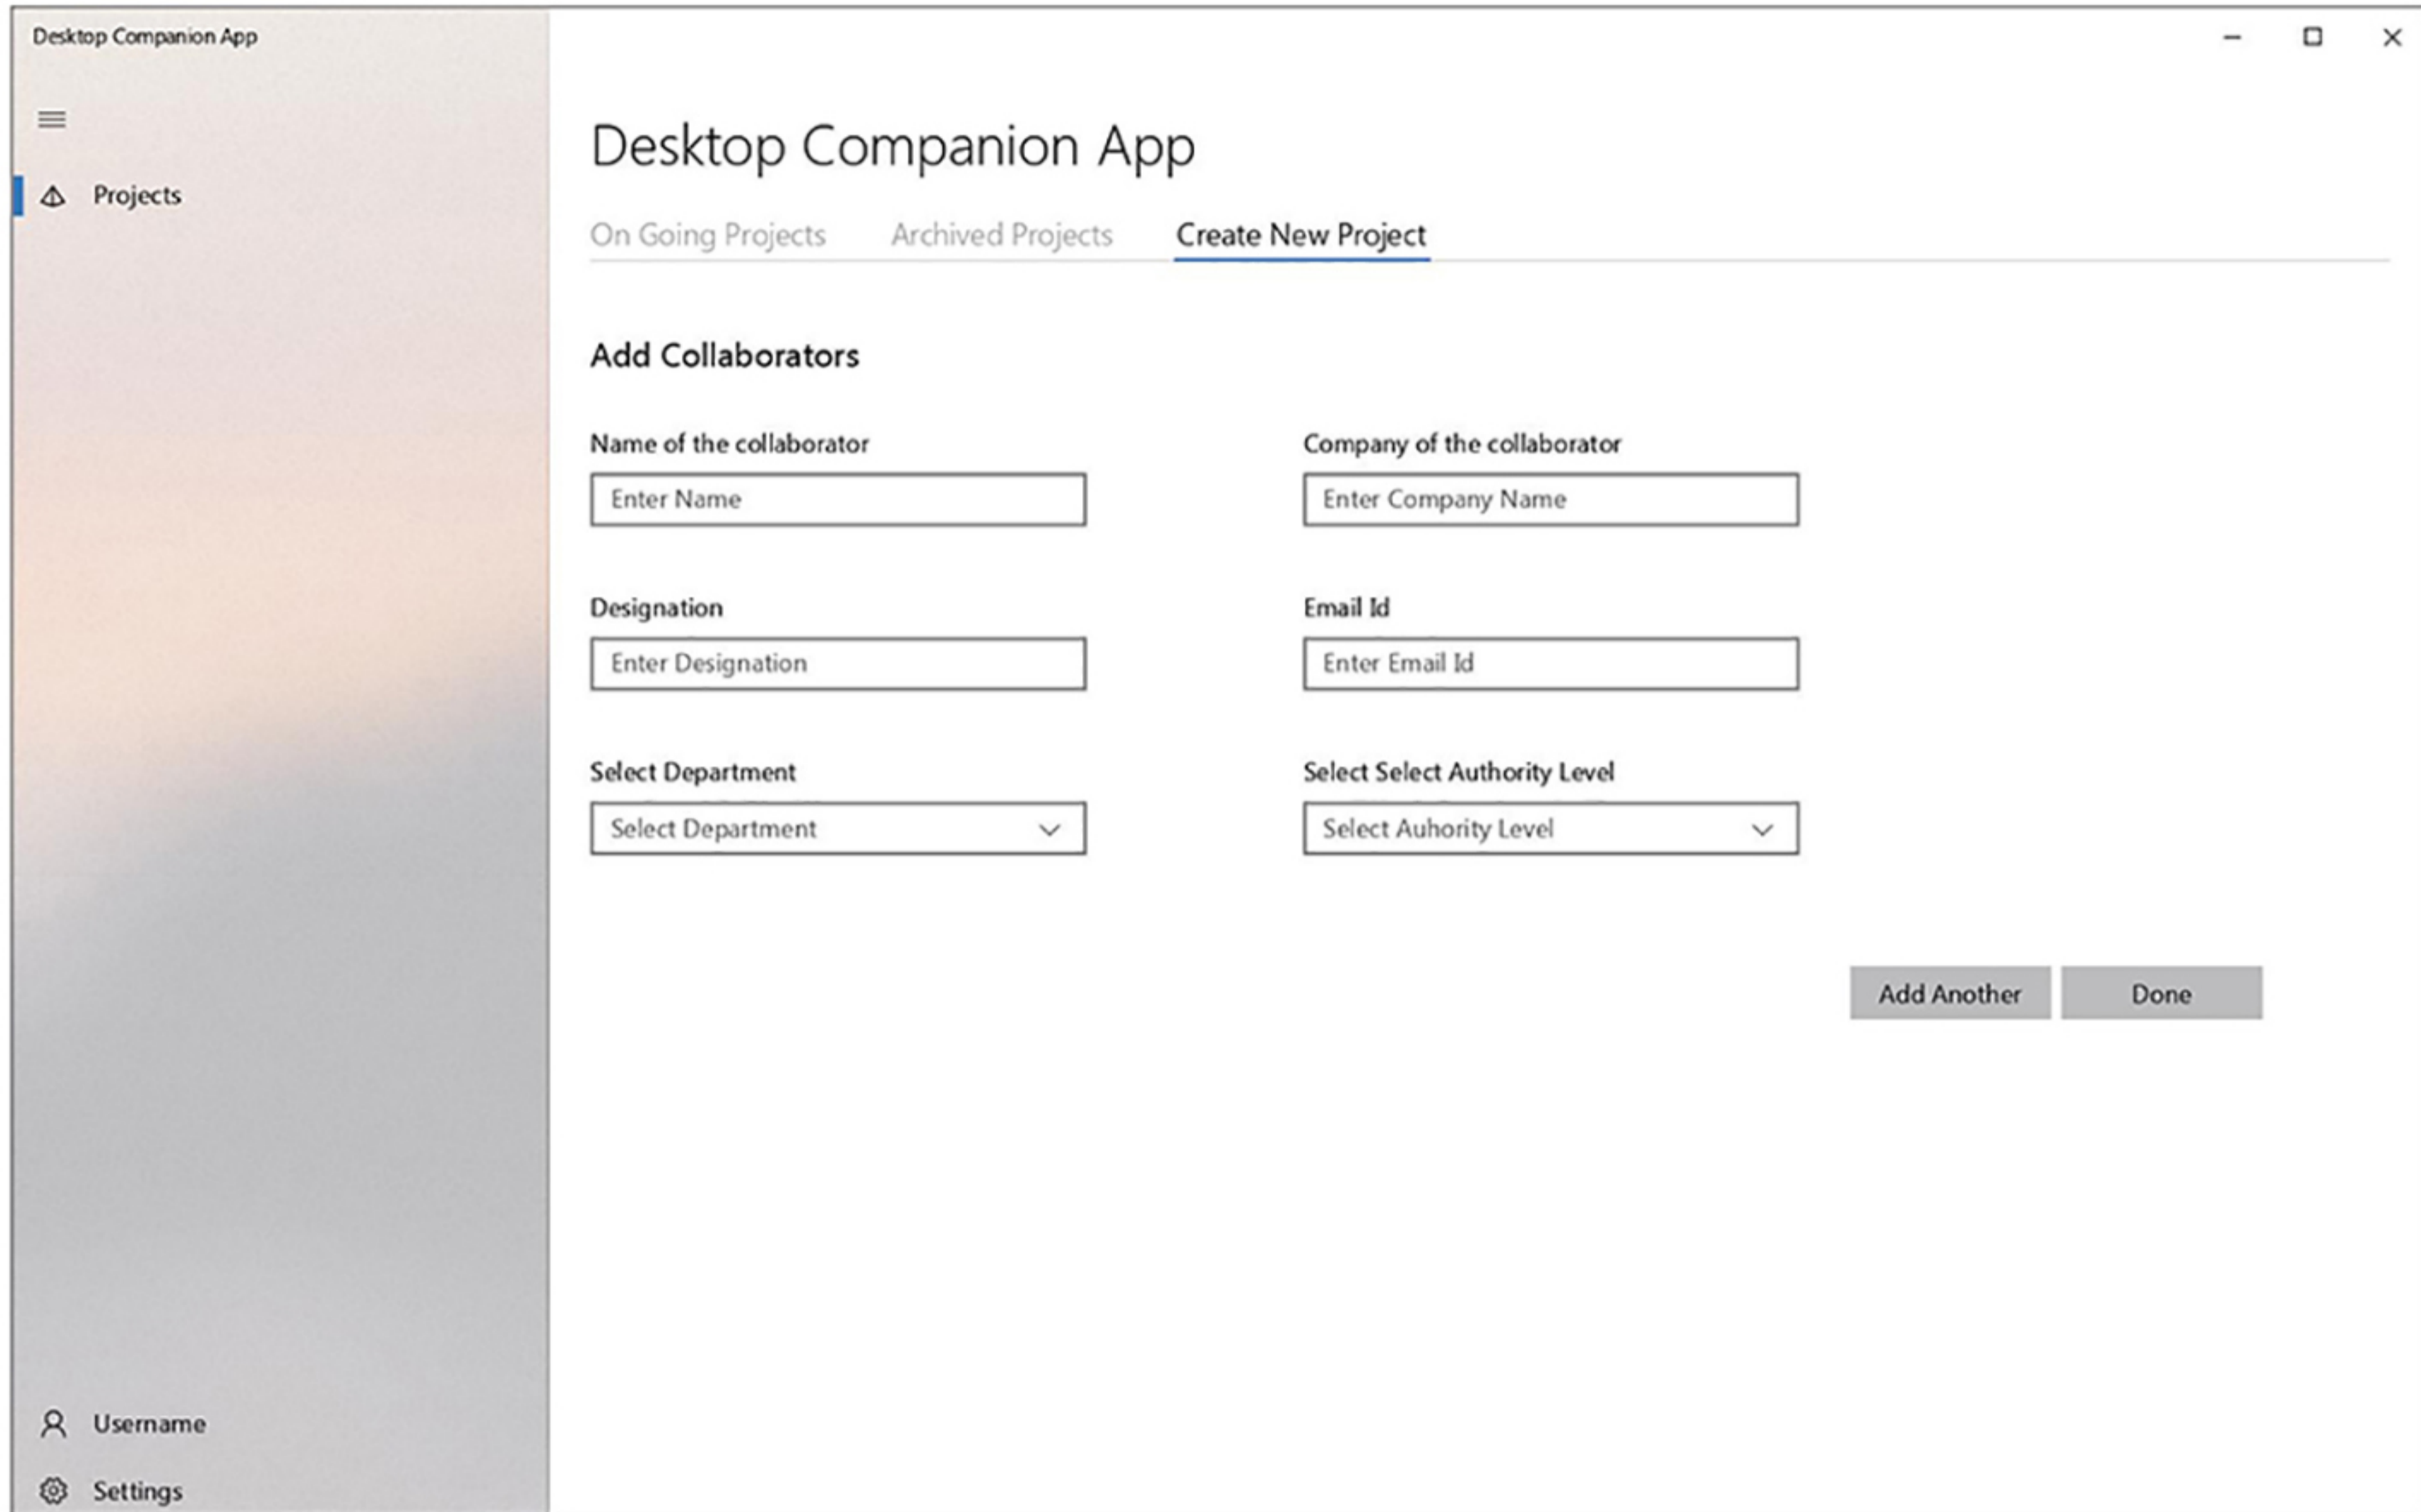 Desktop Companion App
Projects
Desktop Companion App
On Going Projects Archived Projects Create New Project
Add Collaborators
Name of the collaborator Company of the collaborator
Enter Name Enter Company Name
Designation Email Id
Enter Designation Enter Email Id
Select Department Select Select Authority Level
Select Department Select Auhority Level
Add Another Done
Username
Settings